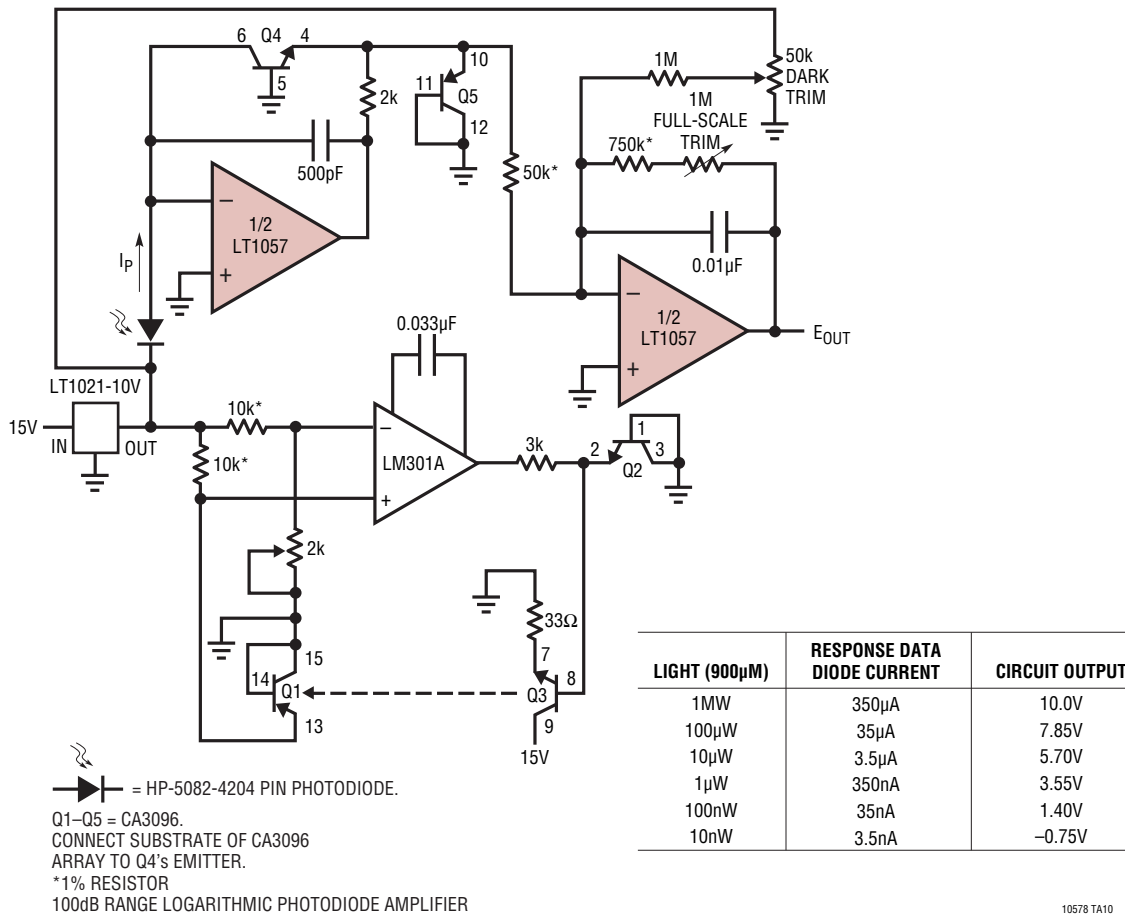 6 Q4 4
5
2k
500pF
10
11 Q5
12
50k*
1M
50k
DARK
TRIM
1M
FULL-SCALE
TRIM
750k*
0.01µF
–
1/2
LT1057
+
IP
–
1/2
LT1057
+
EOUT
0.033µF
LT1021-10V
15V
IN OUT
10k*
10k*
–
LM301A
+
3k
2 1 3
Q2
2k
15
14 Q1
13
33Ω
7
Q3 8
9
15V
LIGHT (900µM) RESPONSE DATA DIODE CURRENT CIRCUIT OUTPUT
1MW 350µA 10.0V
100µW 35µA 7.85V
10µW 3.5µA 5.70V
1µW 350nA 3.55V
100nW 35nA 1.40V
10nW 3.5nA –0.75V
= HP-5082-4204 PIN PHOTODIODE.
Q1–Q5 = CA3096.
CONNECT SUBSTRATE OF CA3096
ARRAY TO Q4's EMITTER.
*1% RESISTOR
100dB RANGE LOGARITHMIC PHOTODIODE AMPLIFIER
10578 TA10